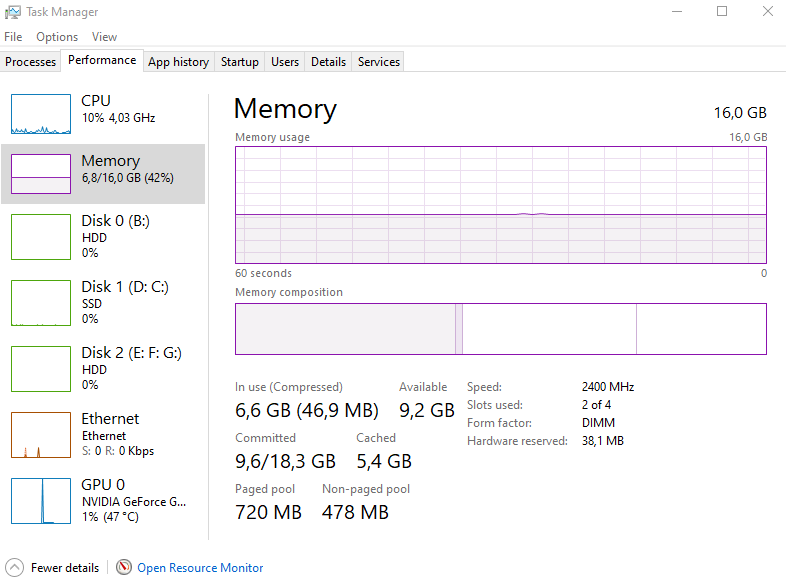 Task Manager
File Options View
Processes Performance App history Startup Users Details Services
CPU
10% 4,03 GHz
Memory
6,8/16,0 GB (42%)
Disk 0 (B:)
HDD
0%
Disk 1 (D: C:)
SSD
0%
Disk 2 (E: F: G:)
HDD
0%
Ethernet
Ethernet
S: 0 R: 0 Kbps
GPU 0
NVIDIA GeForce G...
1% (47 °C)
Memory 16,0 GB
Memory usage 16,0 GB
60 seconds 0
Memory composition
In use (Compressed) Available
6,6 GB (46,9 MB) 9,2 GB
Committed Cached
9,6/18,3 GB 5,4 GB
Paged pool Non-paged pool
720 MB 478 MB
Speed: 2400 MHz
Slots used: 2 of 4
Form factor: DIMM
Hardware reserved: 38,1 MB
Fewer details Open Resource Monitor